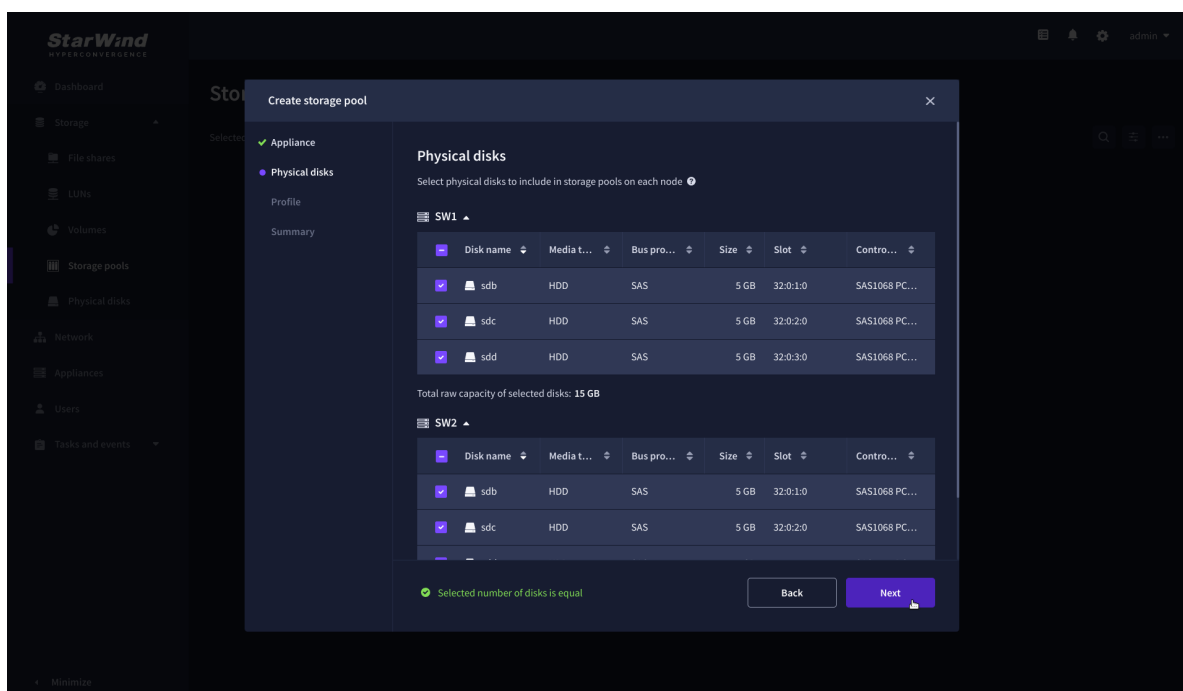 StarWind
HYPERCONVERGENCE
admin
Dashboard
Storage
File shares
LUNs
Volumes
Storage pools
Physical disks
Network
Appliances
Users
Tasks and events
Minimize
Stor
Selected
Create storage pool
Appliance
Physical disks
Profile
Summary
Physical disks
Select physical disks to include in storage pools on each node
SW1
Disk name Media t... Bus pro... Size Slot Contro...
sdb HDD SAS 5 GB 32:0:1:0 SAS1068 PC...
sdc HDD SAS 5 GB 32:0:2:0 SAS1068 PC...
sdd HDD SAS 5 GB 32:0:3:0 SAS1068 PC...
Total raw capacity of selected disks: 15 GB
SW2
Disk name Media t... Bus pro... Size Slot Contro...
sdb HDD SAS 5 GB 32:0:1:0 SAS1068 PC...
sdc HDD SAS 5 GB 32:0:2:0 SAS1068 PC...
Selected number of disks is equal
Back
Next